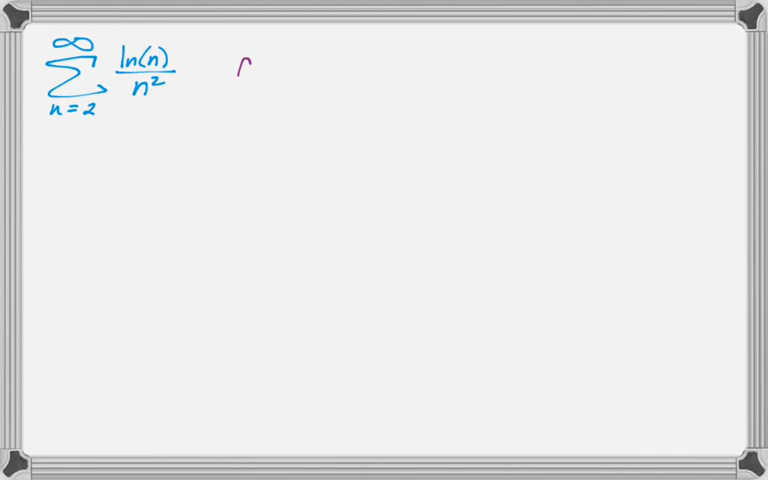 ∞
∑ ln(n)/n²
n = 2